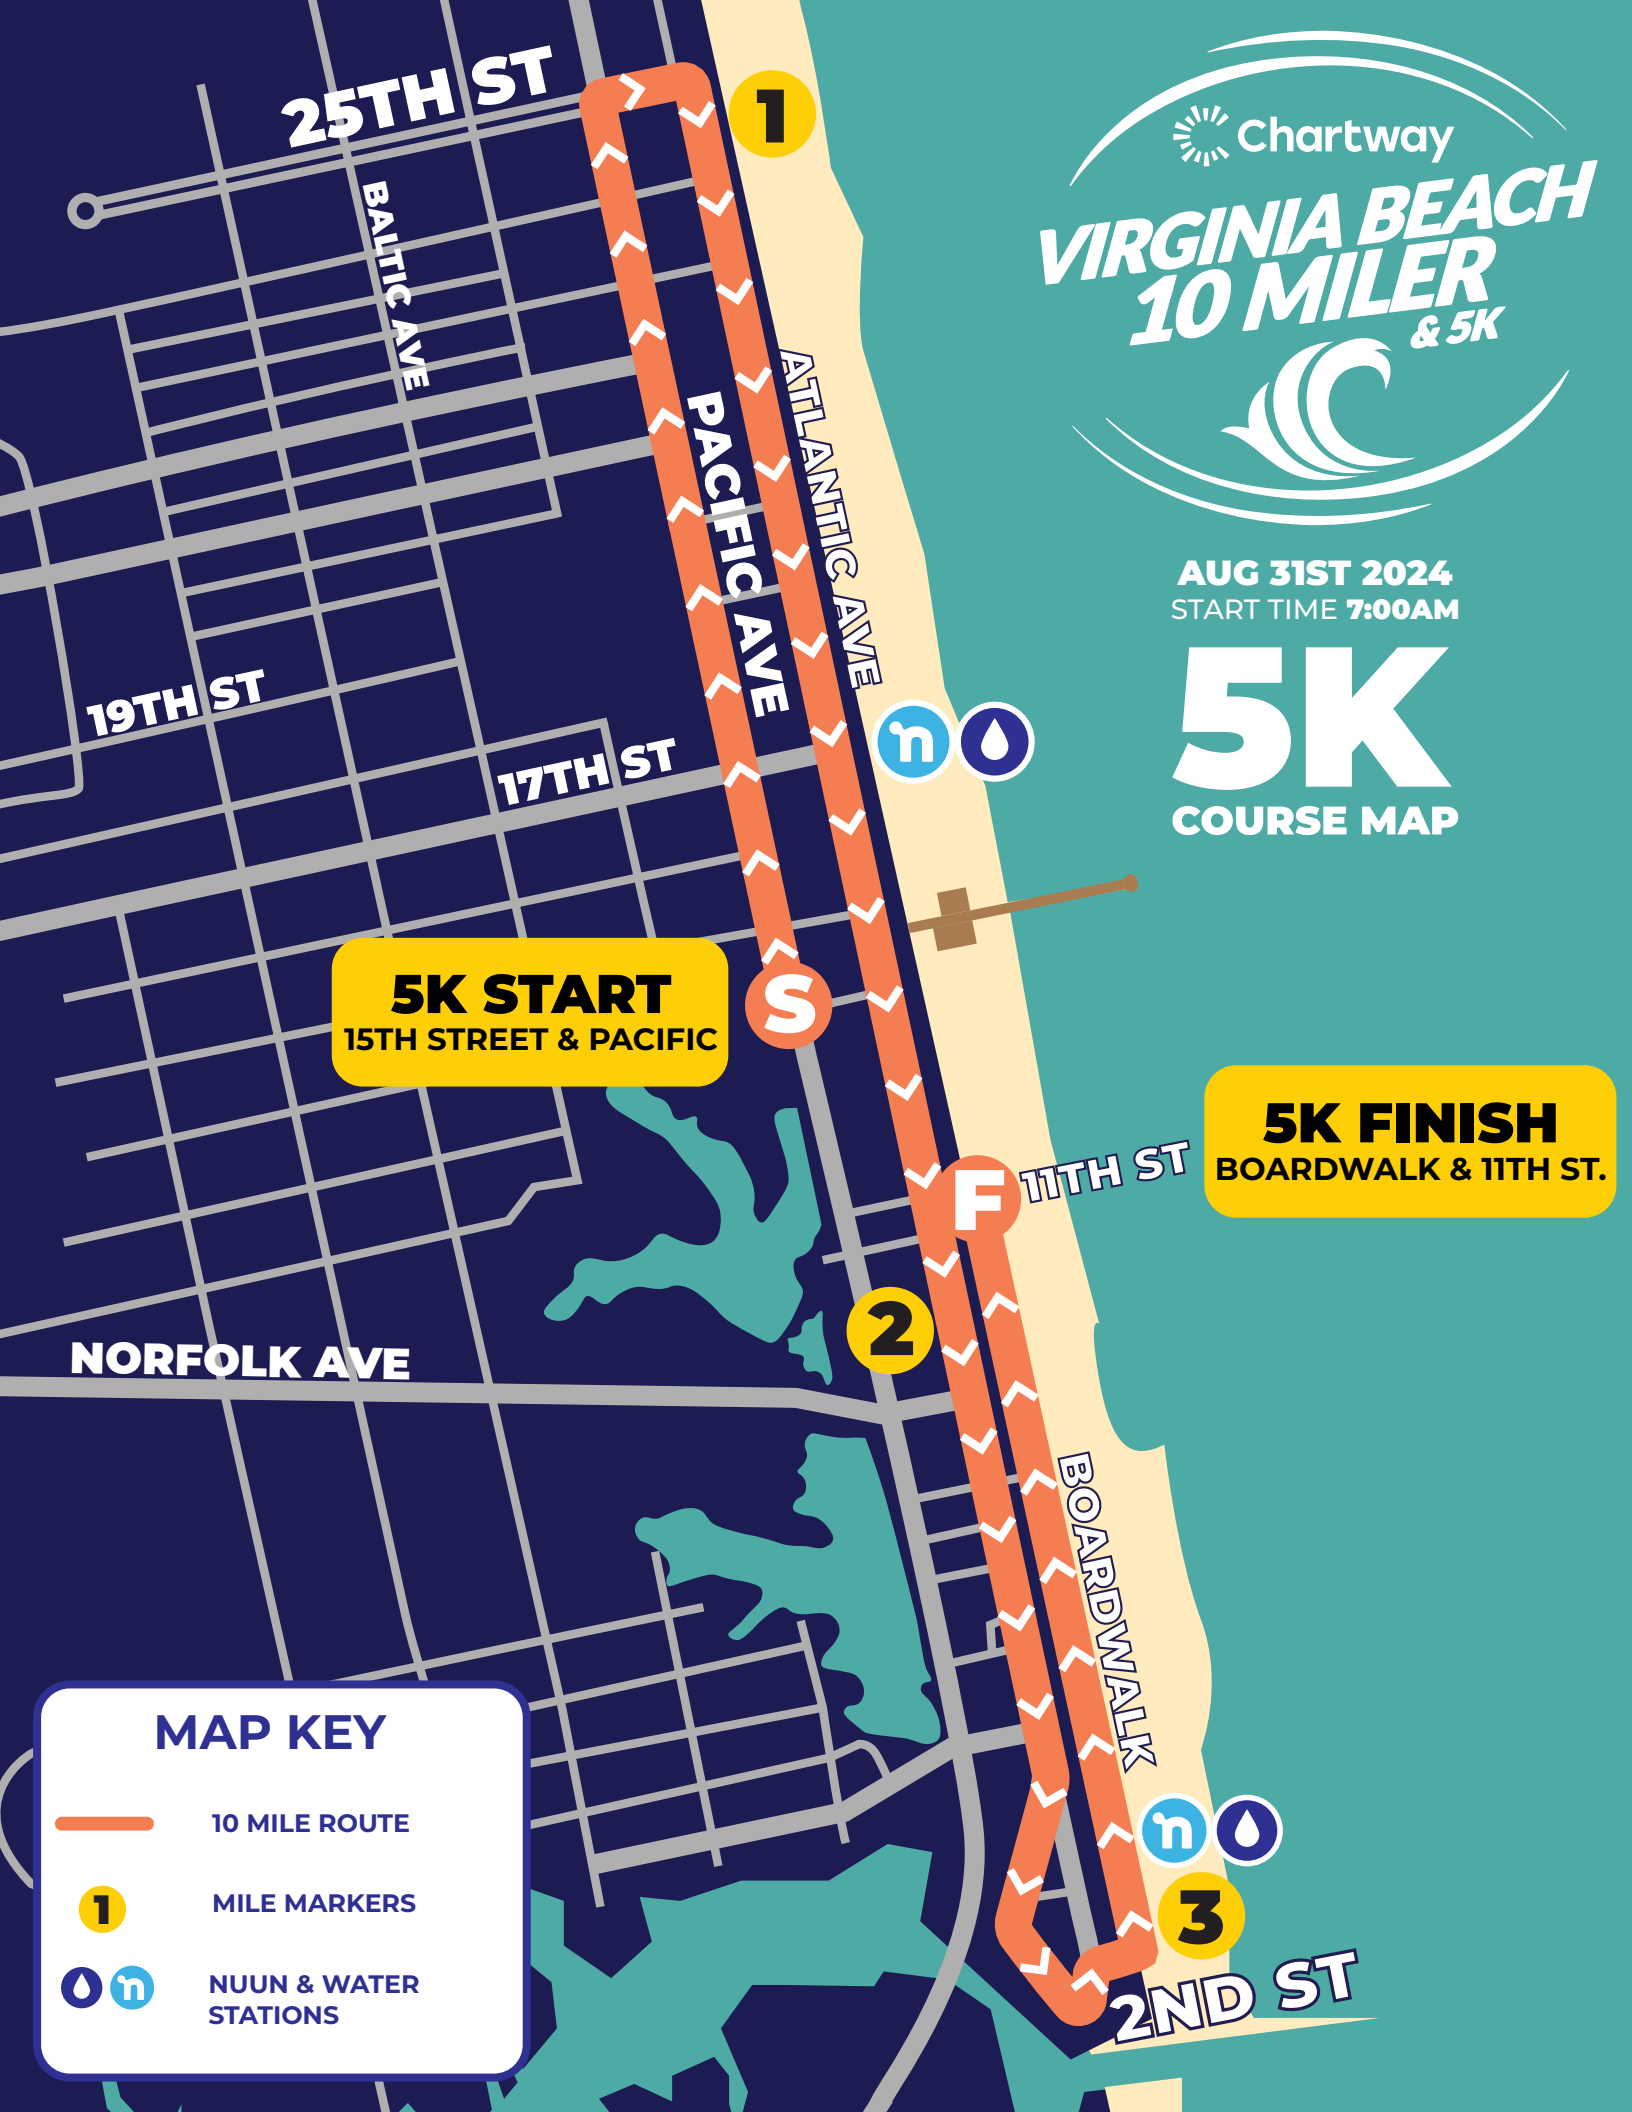 25TH ST
1
Chartway
VIRGINIA BEACH
10 MILER
& 5K
BALTIC AVE
ATLANTIC AVE
PACIFIC AVE
AUG 31ST 2024
START TIME 7:00AM
5K
COURSE MAP
19TH ST
17TH ST
n
5K START
15TH STREET & PACIFIC
S
5K FINISH
BOARDWALK & 11TH ST.
F
11TH ST
2
NORFOLK AVE
BOARDWALK
n
3
2ND ST
MAP KEY
10 MILE ROUTE
1
MILE MARKERS
n
NUUN & WATER
STATIONS